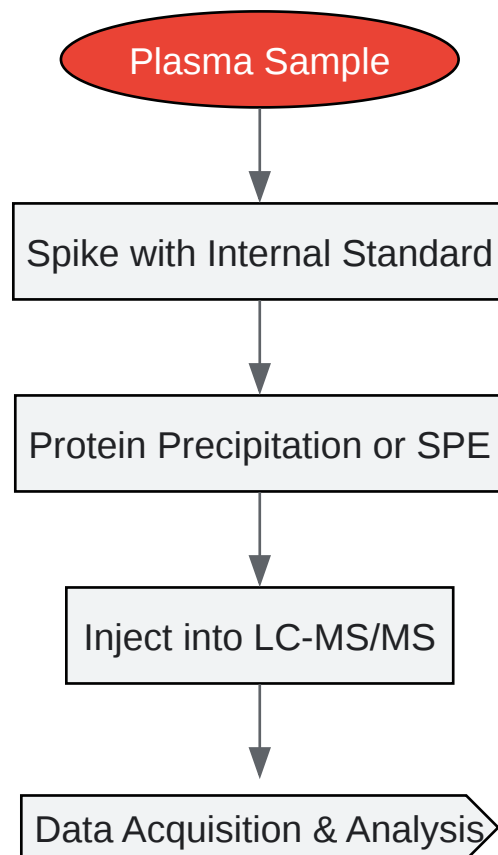 Plasma Sample
Spike with Internal Standard
Protein Precipitation or SPE
Inject into LC-MS/MS
Data Acquisition & Analysis